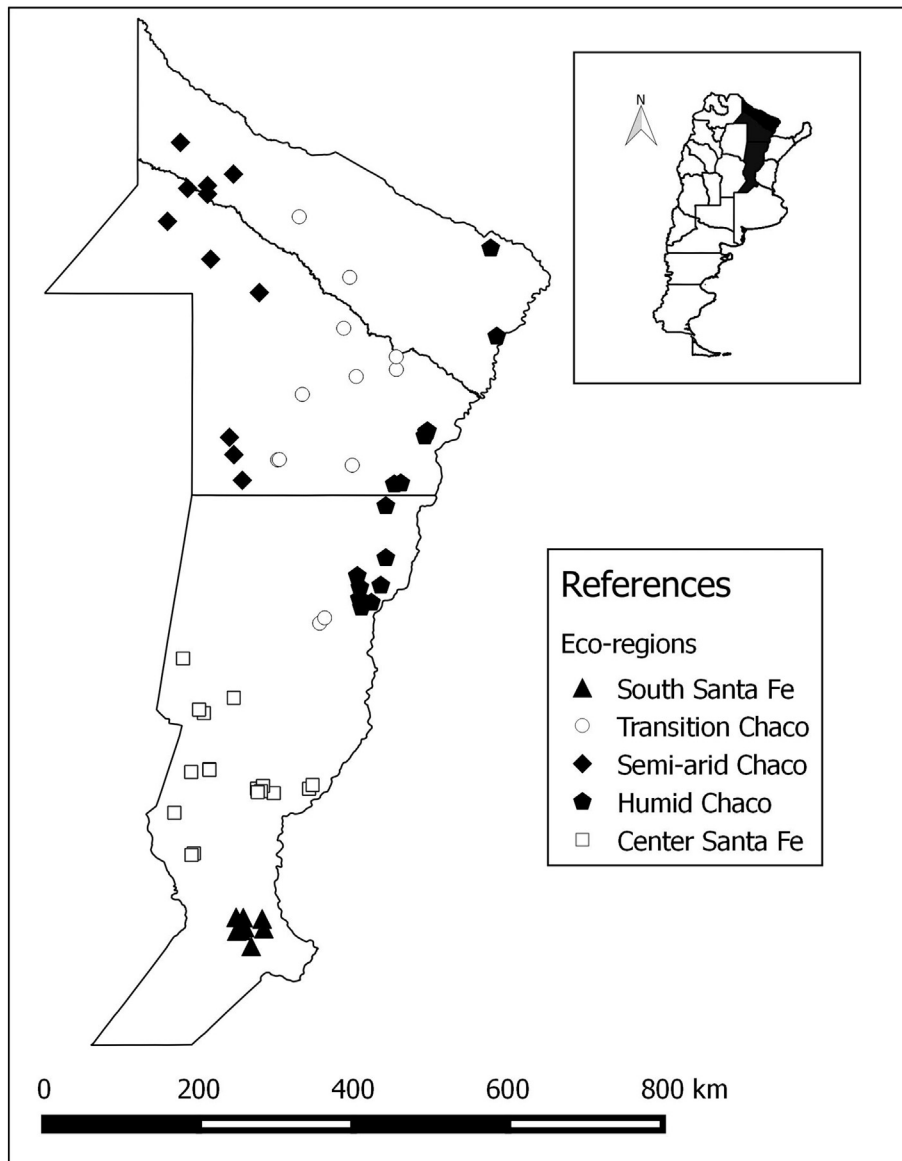 N
References
Eco-regions
South Santa Fe
Transition Chaco
Semi-arid Chaco
Humid Chaco
Center Santa Fe
0 200 400 600 800 km